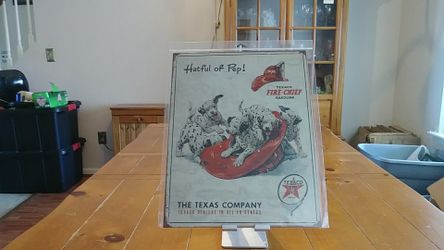 Hatful of Pep!
TEXACO
FIRE-CHIEF
GASOLINE
THE TEXAS COMPANY
TEXACO DEALERS IN ALL 48 STATES
TEXACO